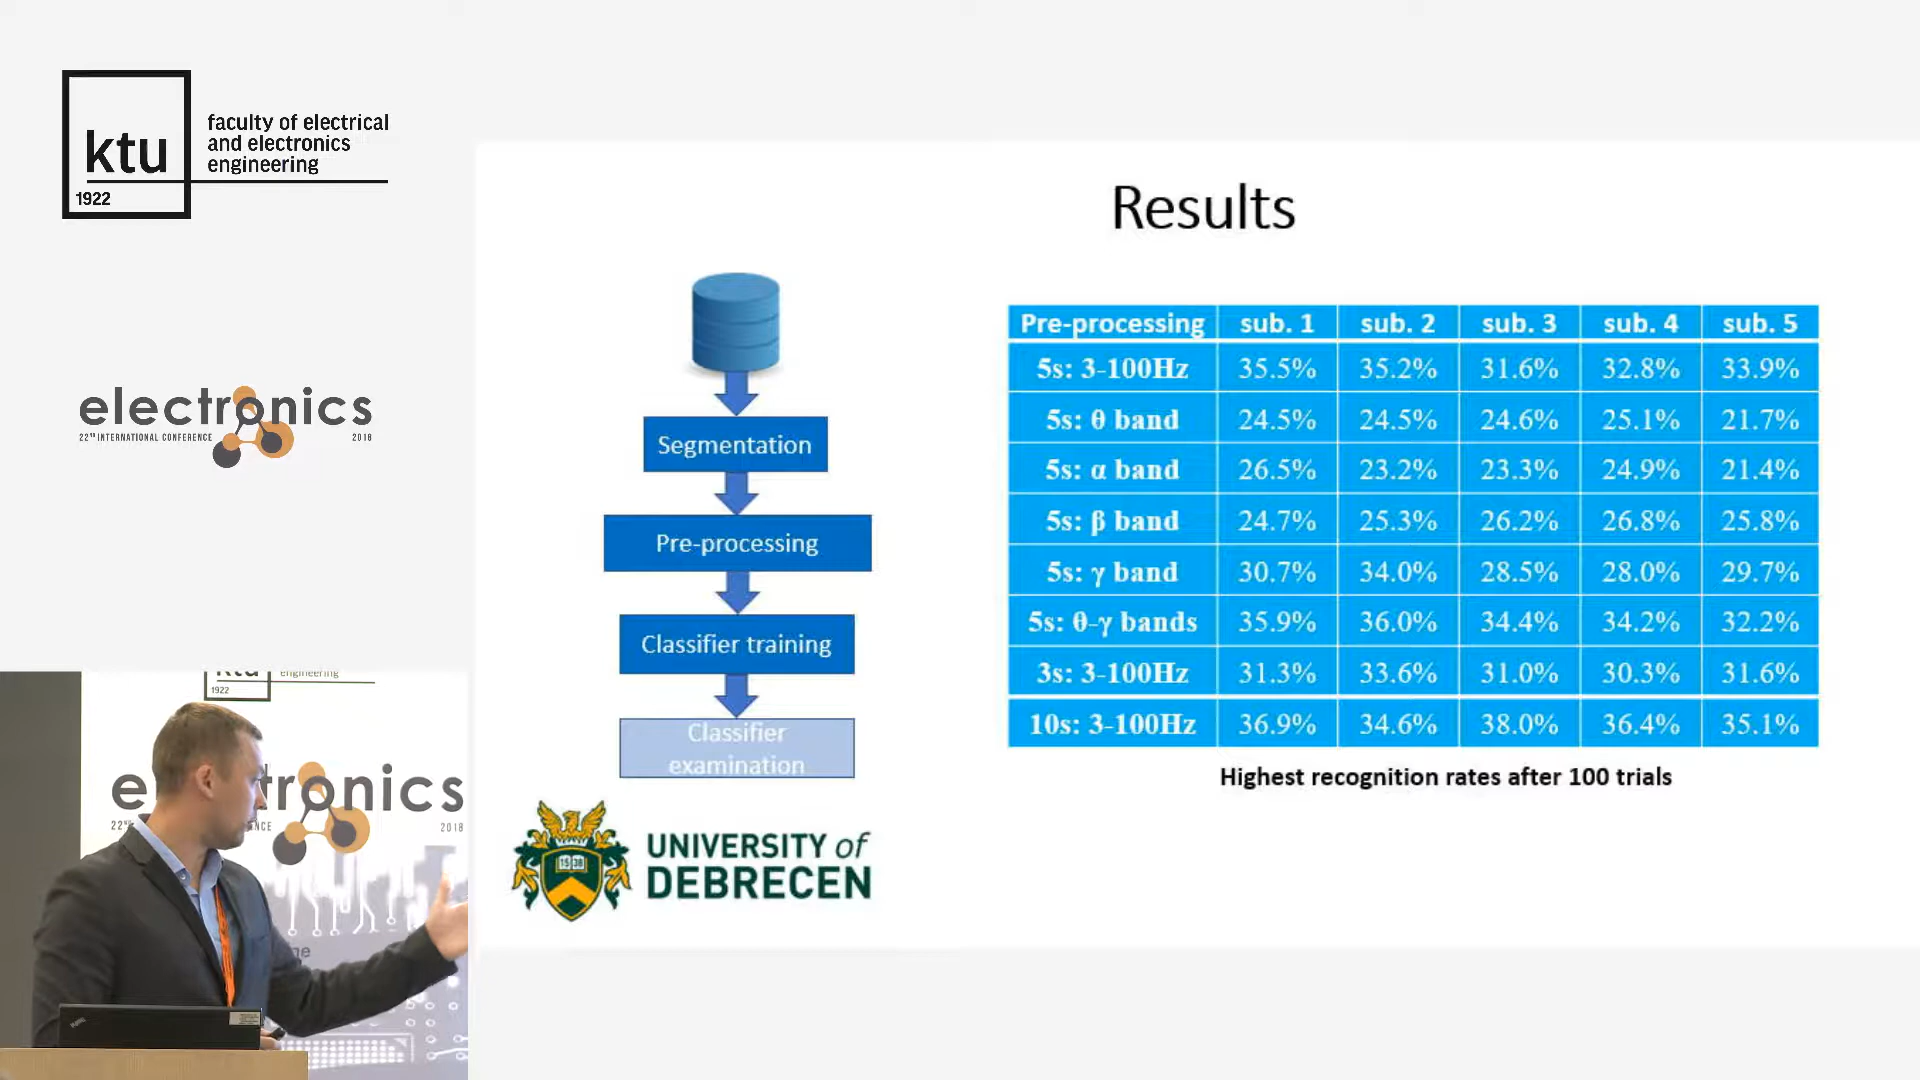 ktu
1922
faculty of electrical
and electronics
engineering
electronics
22ND INTERNATIONAL CONFERENCE 2018
Results
Segmentation
Pre-processing
Classifier training
Classifier
examination
UNIVERSITY of
DEBRECEN
1538
Pre-processing sub. 1 sub. 2 sub. 3 sub. 4 sub. 5
5s: 3-100Hz 35.5% 35.2% 31.6% 32.8% 33.9%
5s: θ band 24.5% 24.5% 24.6% 25.1% 21.7%
5s: α band 26.5% 23.2% 23.3% 24.9% 21.4%
5s: β band 24.7% 25.3% 26.2% 26.8% 25.8%
5s: γ band 30.7% 34.0% 28.5% 28.0% 29.7%
5s: θ-γ bands 35.9% 36.0% 34.4% 34.2% 32.2%
3s: 3-100Hz 31.3% 33.6% 31.0% 30.3% 31.6%
10s: 3-100Hz 36.9% 34.6% 38.0% 36.4% 35.1%
Highest recognition rates after 100 trials
ktu
engineering
1922
e tronics
22ND NCE 2018